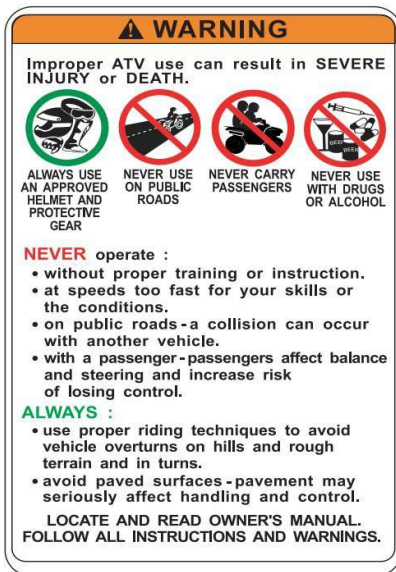 WARNING
Improper ATV use can result in SEVERE
INJURY or DEATH.
ALWAYS USE
AN APPROVED
HELMET AND
PROTECTIVE
GEAR
NEVER USE
ON PUBLIC
ROADS
NEVER CARRY
PASSENGERS
BEER
BEER
NEVER USE
WITH DRUGS
OR ALCOHOL
NEVER operate :
• without proper training or instruction.
• at speeds too fast for your skills or
the conditions.
• on public roads-a collision can occur
with another vehicle.
• with a passenger-passengers affect balance
and steering and increase risk
of losing control.
ALWAYS :
• use proper riding techniques to avoid
vehicle overturns on hills and rough
terrain and in turns.
• avoid paved surfaces-pavement may
seriously affect handling and control.
LOCATE AND READ OWNER'S MANUAL.
FOLLOW ALL INSTRUCTIONS AND WARNINGS.